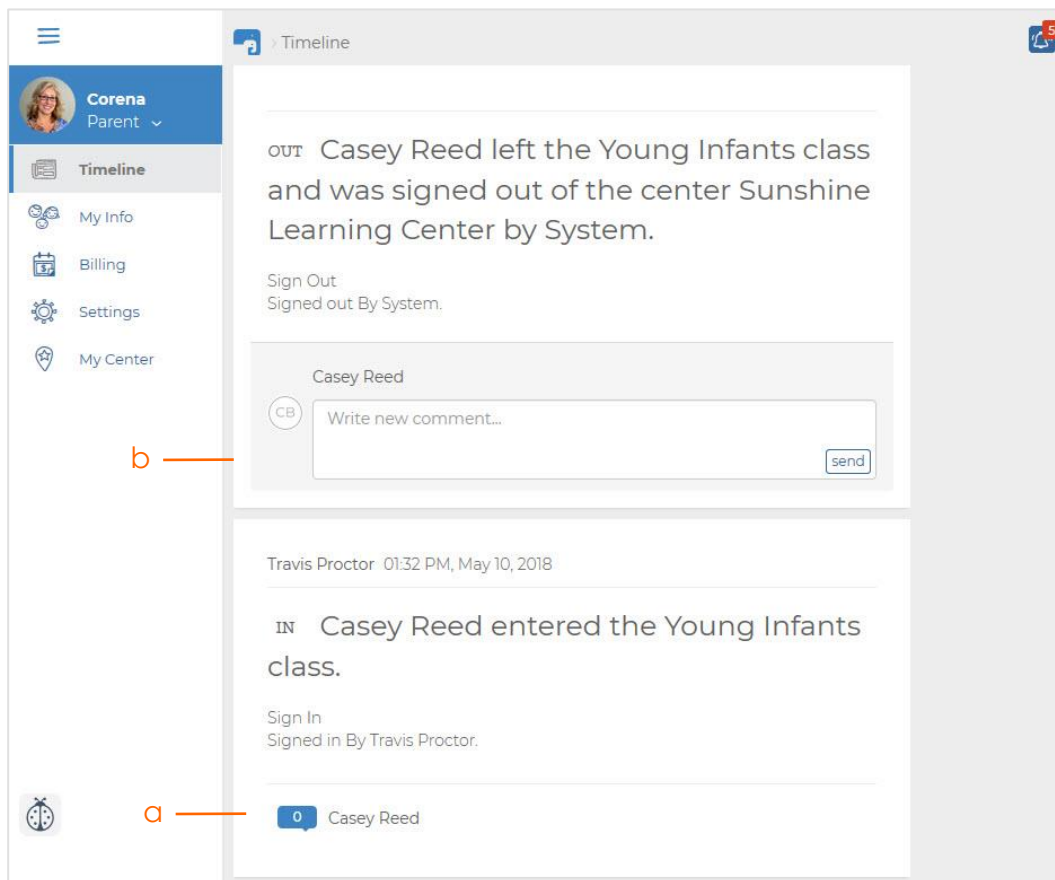 Timeline
5
Corena
Parent
Timeline
My Info
Billing
Settings
My Center
OUT Casey Reed left the Young Infants class
and was signed out of the center Sunshine
Learning Center by System.
Sign Out
Signed out By System.
Casey Reed
CB
Write new comment...
send
b
Travis Proctor 01:32 PM, May 10, 2018
IN Casey Reed entered the Young Infants
class.
Sign In
Signed in By Travis Proctor.
a
0 Casey Reed